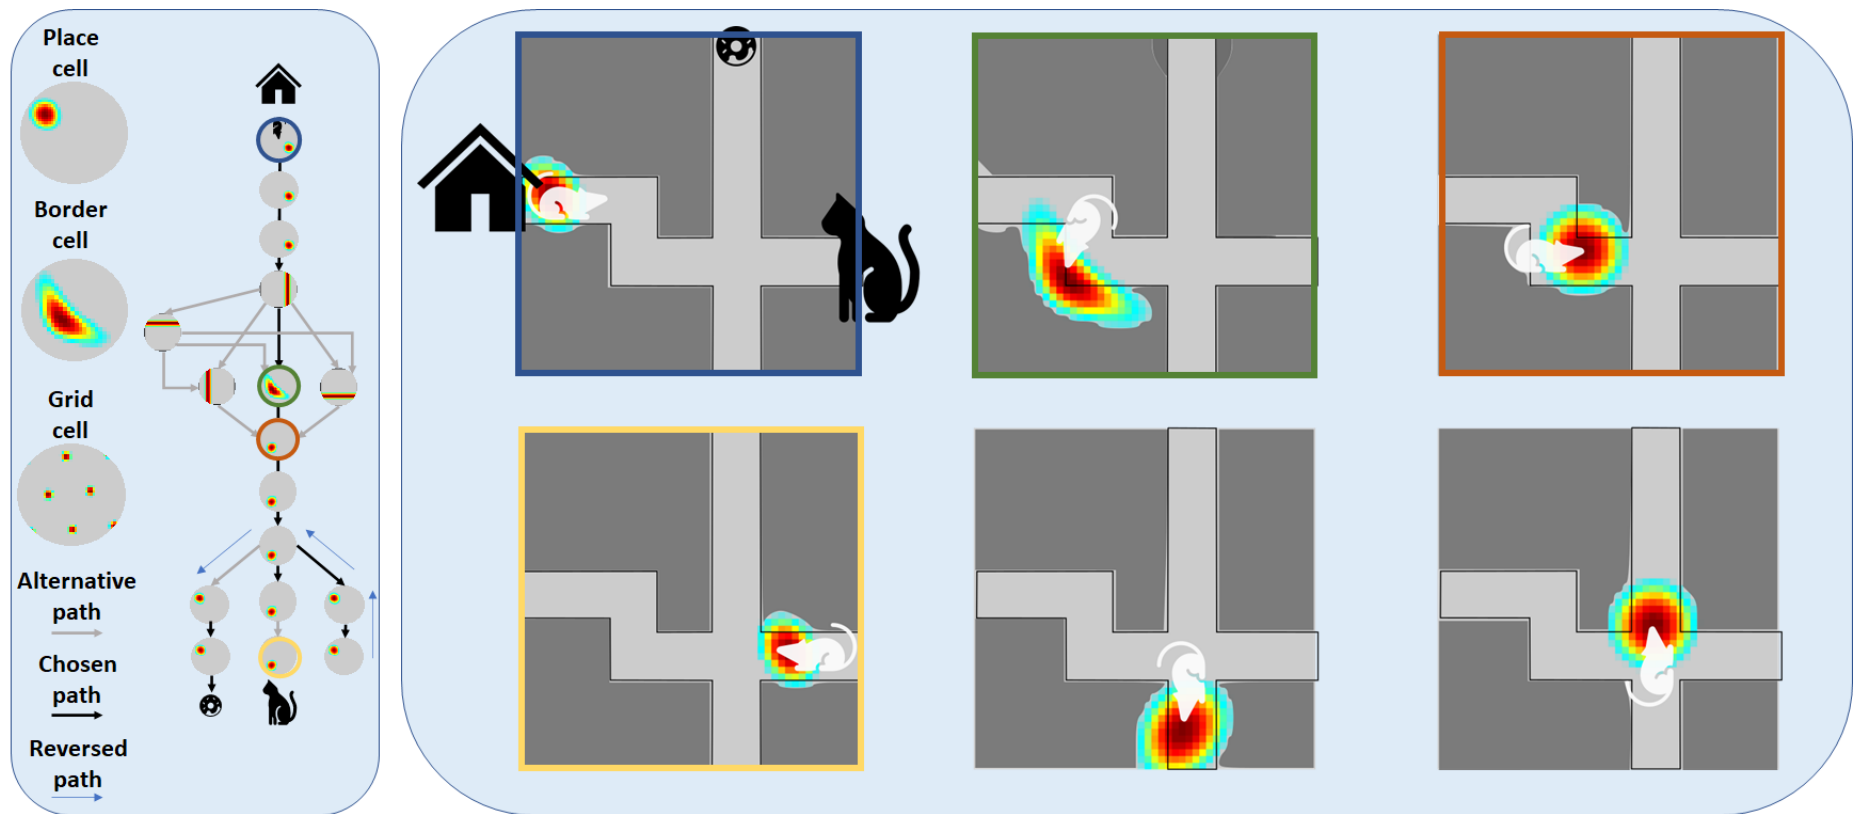 Place
cell
Border
cell
Grid
cell
Alternative
path
Chosen
path
Reversed
path